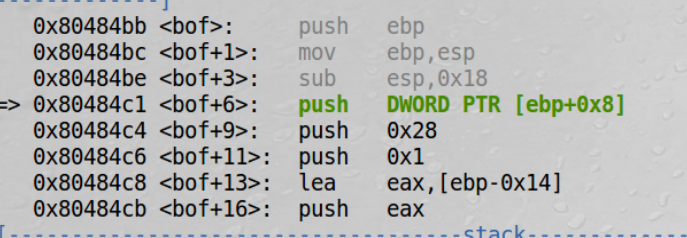 -------------]
0x80484bb <bof>: push ebp
0x80484bc <bof+1>: mov ebp,esp
0x80484be <bof+3>: sub esp,0x18
=> 0x80484c1 <bof+6>: push DWORD PTR [ebp+0x8]
0x80484c4 <bof+9>: push 0x28
0x80484c6 <bof+11>: push 0x1
0x80484c8 <bof+13>: lea eax,[ebp-0x14]
0x80484cb <bof+16>: push eax
[------------------------------------stack-------------